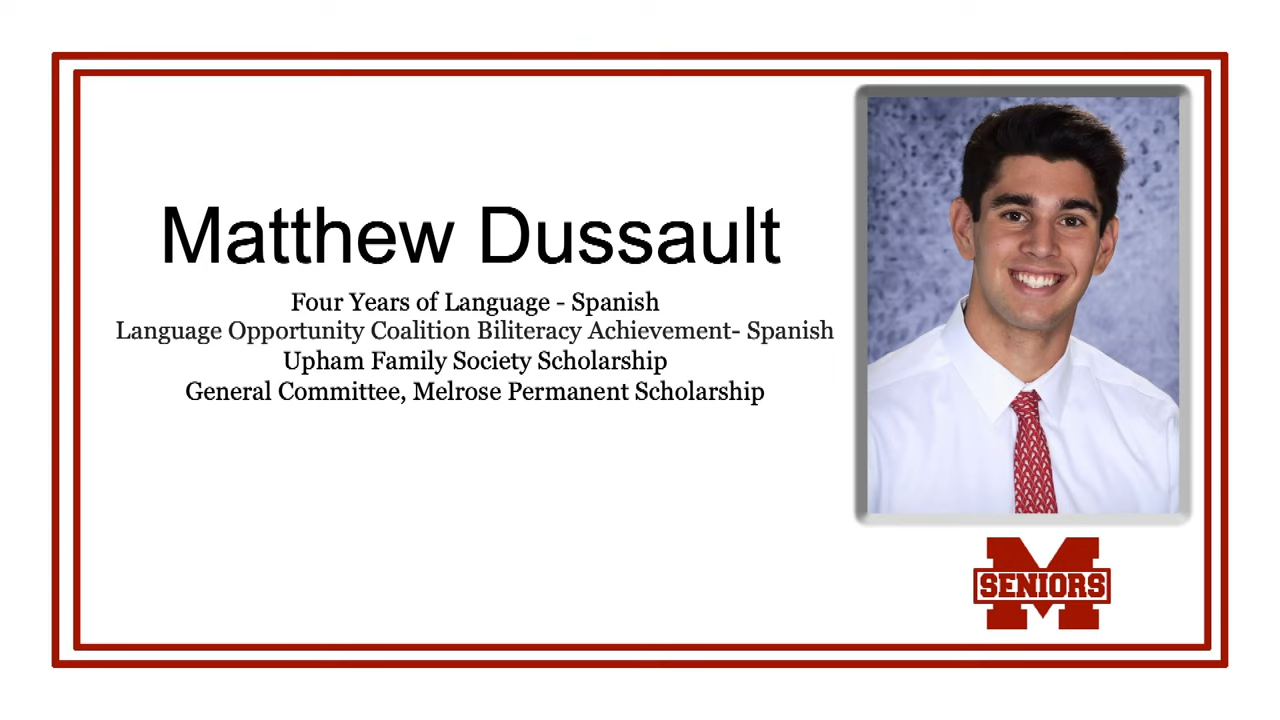 Matthew Dussault
Four Years of Language - Spanish
Language Opportunity Coalition Biliteracy Achievement- Spanish
Upham Family Society Scholarship
General Committee, Melrose Permanent Scholarship
M
SENIORS